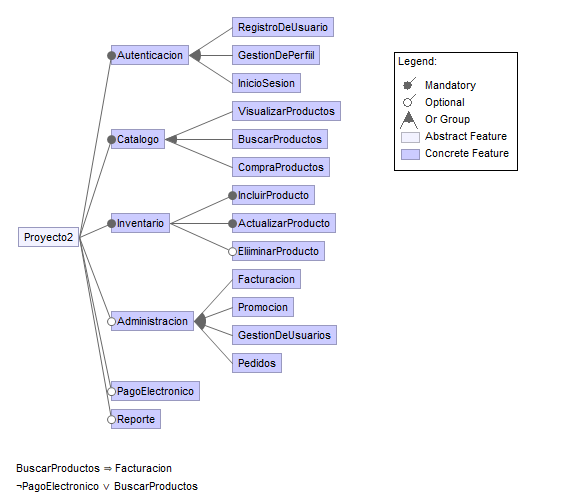 RegistroDeUsuario
Autenticacion
GestionDePerfiil
InicioSesion
VisualizarProductos
Catalogo
BuscarProductos
CompraProductos
IncluirProducto
Inventario
ActualizarProducto
EliiminarProducto
Proyecto2
Facturacion
Promocion
Administracion
GestionDeUsuarios
Pedidos
PagoElectronico
Reporte
Legend:
Mandatory
Optional
Or Group
Abstract Feature
Concrete Feature
BuscarProductos ⇒ Facturacion
¬PagoElectronico ∨ BuscarProductos